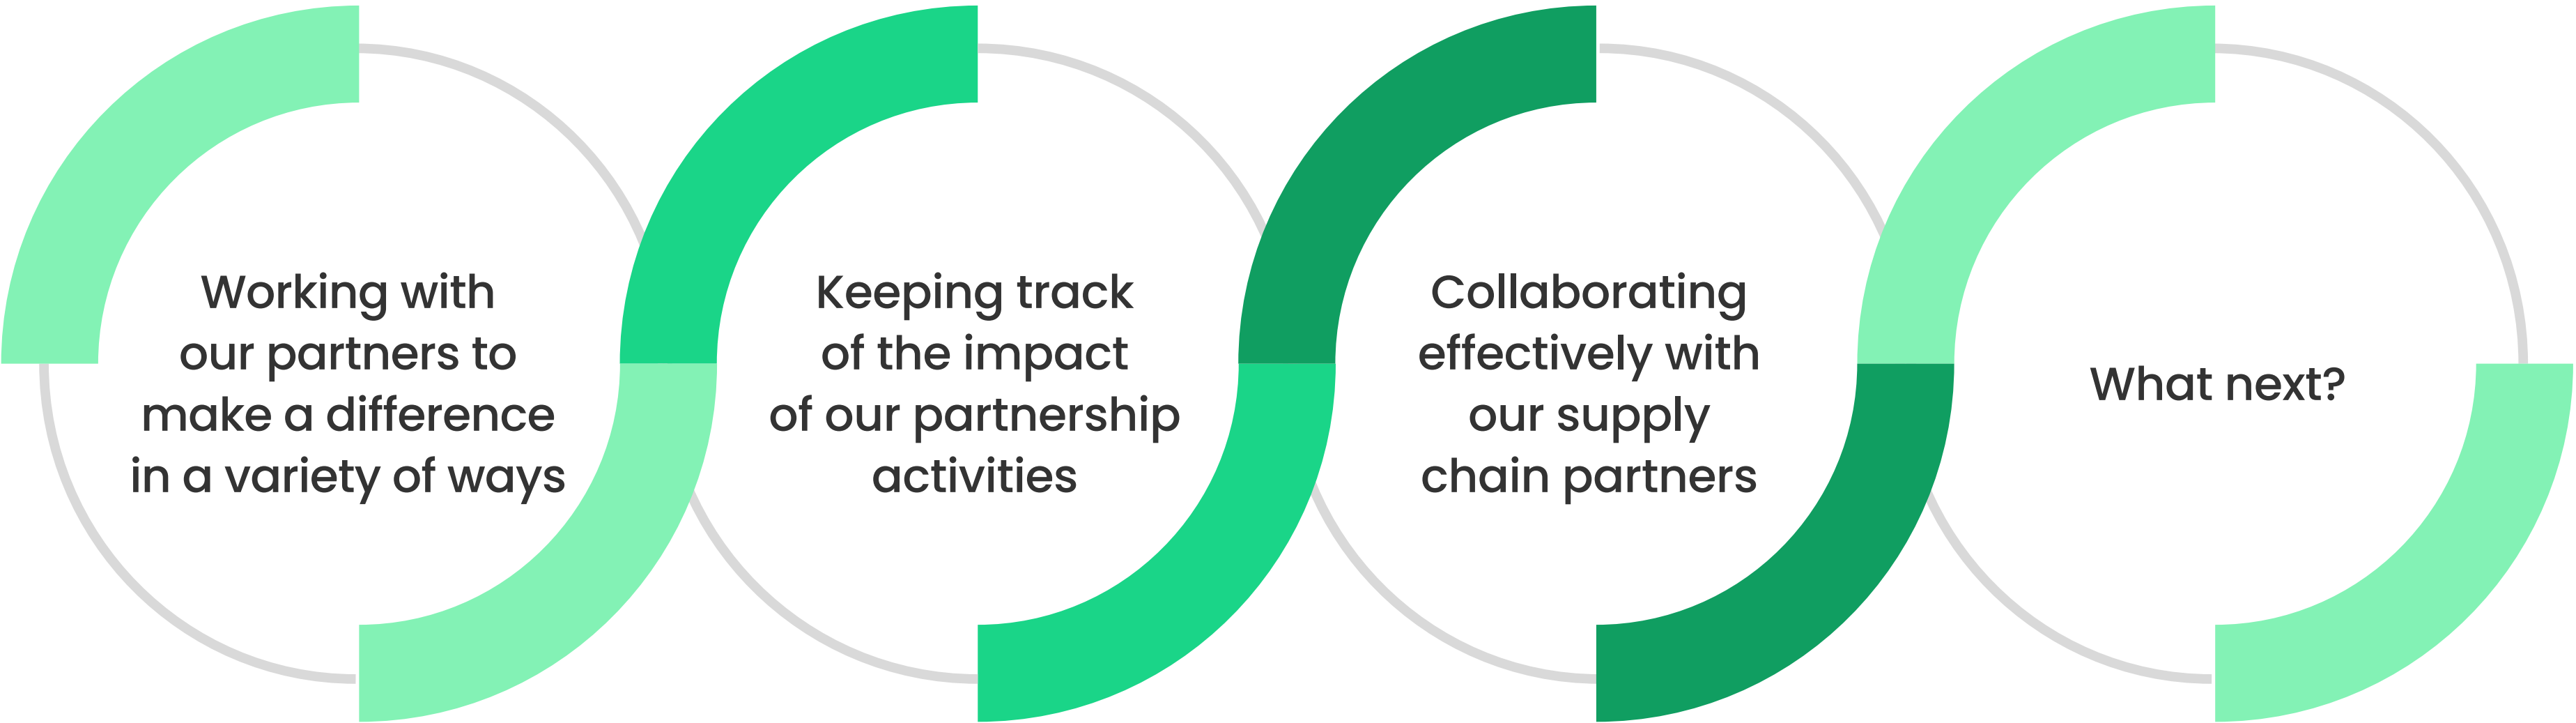 Working with
our partners to
make a difference
in a variety of ways
Keeping track
of the impact
of our partnership
activities
Collaborating
effectively with
our supply
chain partners
What next?